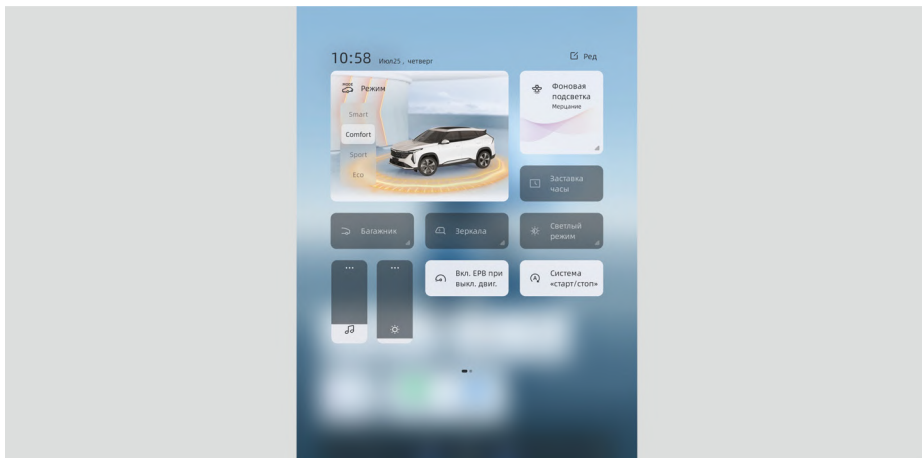 10:58 Июл25, четверг
Ред
MODE
Режим
Smart
Comfort
Sport
Eco
Фоновая
подсветка
Мерцание
Заставка
часы
Багажник
Зеркала
Светлый
режим
Вкл. EPB при
выкл. двиг.
Система
«старт/стоп»